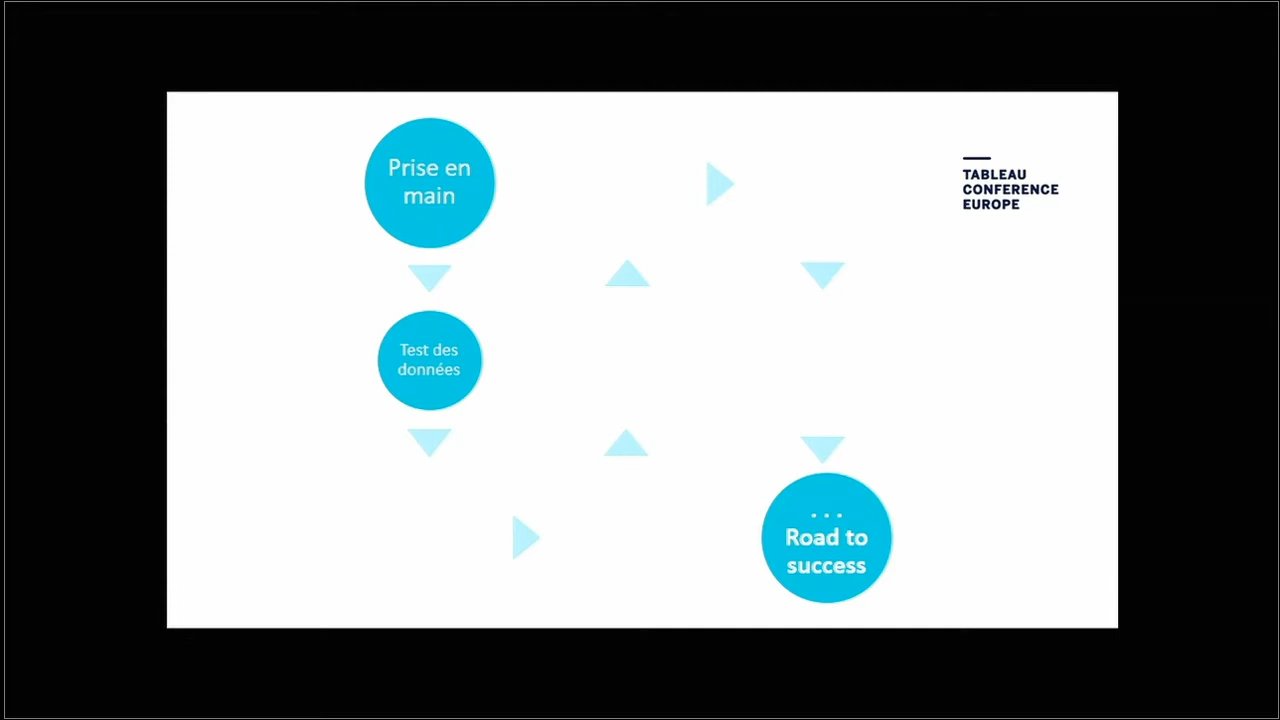 Prise en
main
TABLEAU
CONFERENCE
EUROPE
Test des
données
...
Road to
success